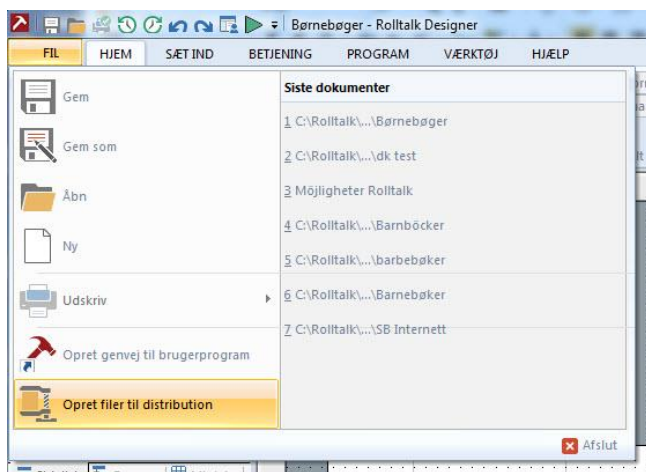 Børnebøger - Rolltalk Designer
FIL HJEM SÆT IND BETJENING PROGRAM VÆRKTØJ HJÆLP
Gem
Gem som
Åbn
Ny
Udskriv
Opret genvej til brugerprogram
Opret filer til distribution
Siste dokumenter
1 C:\Rolltalk\...\Børnebøger
2 C:\Rolltalk\...\dk test
3 Möjligheter Rolltalk
4 C:\Rolltalk\...\Barnböcker
5 C:\Rolltalk\...\barbebøker
6 C:\Rolltalk\...\Barnebøker
7 C:\Rolltalk\...\SB Internett
Afslut